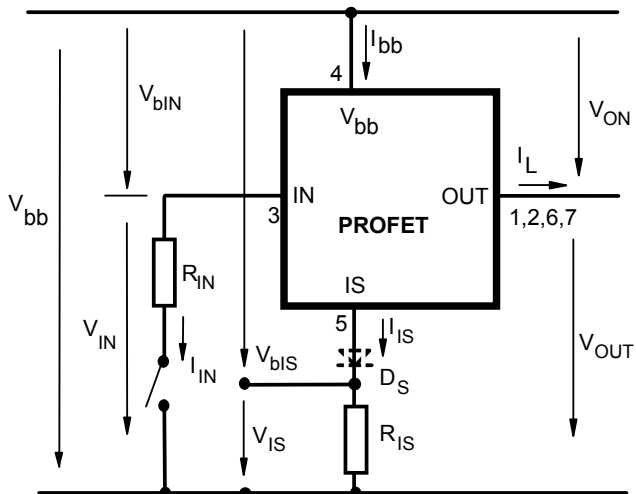 I_bb
4
V_bIN
V_bb
V_ON
I_L
IN
OUT
V_bb
3
PROFET
1,2,6,7
R_IN
IS
5
I_IS
V_IN
V_OUT
I_IN
V_bIS
D_S
V_IS
R_IS